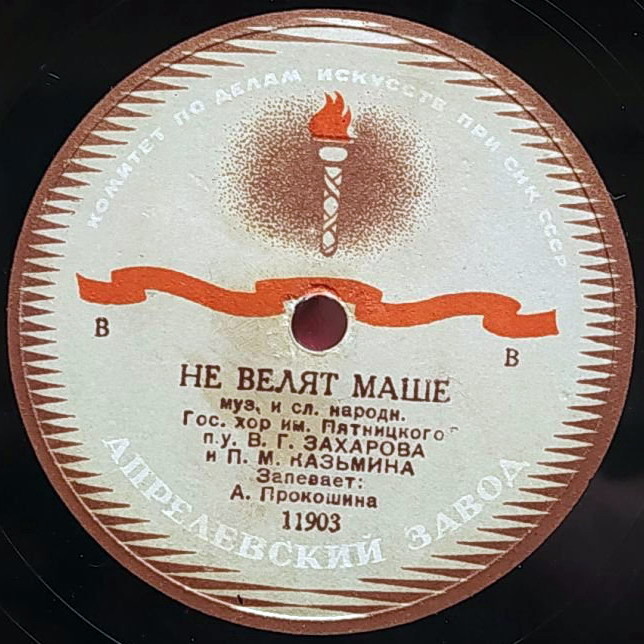 КОМИТЕТ ПО ДЕЛАМ ИСКУССТВ ПРИ СНК СССР
В
В
НЕ ВЕЛЯТ МАШЕ
муз. и сл. народн.
Гос. хор им. Пятницкого
п.у. В. Г. ЗАХАРОВА
и П. М. КАЗЬМИНА
Запевает:
А. Прокошина
11903
АПРЕЛЕВСКИЙ ЗАВОД